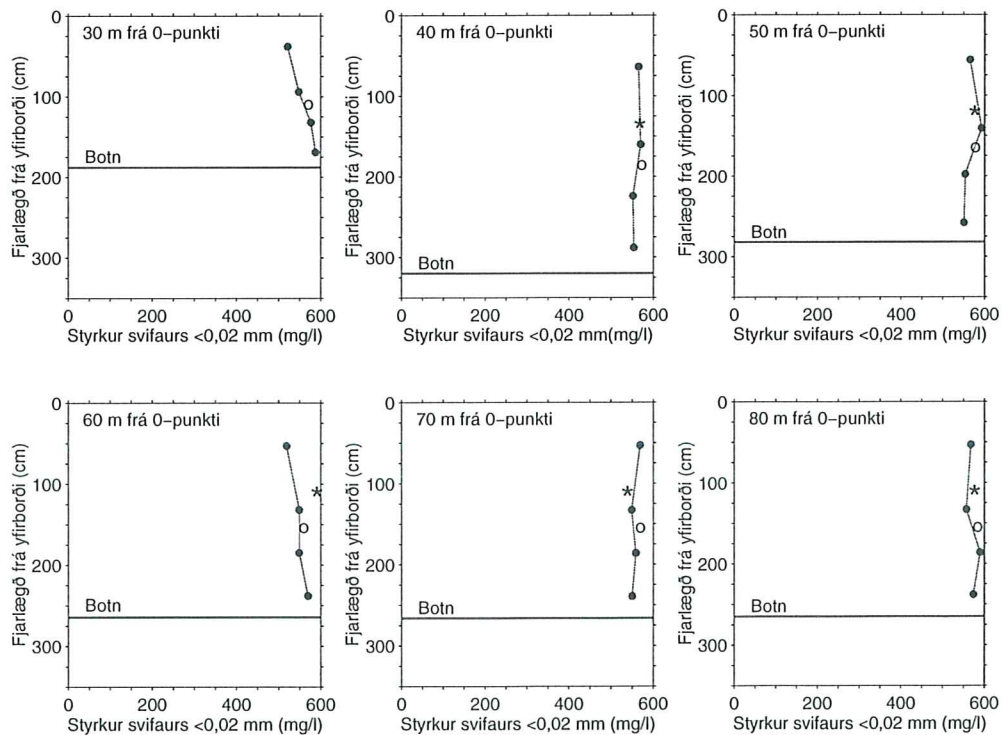 30 m frá 0–punkti
Fjarlægð frá yfirborði (cm)
0
100
200
300
o
Botn
0 200 400 600
Styrkur svifaurs <0,02 mm (mg/l)
40 m frá 0–punkti
Fjarlægð frá yfirborði (cm)
0
100
200
300
*
o
Botn
0 200 400 600
Styrkur svifaurs <0,02 mm(mg/l)
50 m frá 0–punkti
Fjarlægð frá yfirborði (cm)
0
100
200
300
*
o
Botn
0 200 400 600
Styrkur svifaurs <0,02 mm (mg/l)
60 m frá 0–punkti
Fjarlægð frá yfirborði (cm)
0
100
200
300
*
o
Botn
0 200 400 600
Styrkur svifaurs <0,02 mm (mg/l)
70 m frá 0–punkti
Fjarlægð frá yfirborði (cm)
0
100
200
300
*
o
Botn
0 200 400 600
Styrkur svifaurs <0,02 mm (mg/l)
80 m frá 0–punkti
Fjarlægð frá yfirborði (cm)
0
100
200
300
*
o
Botn
0 200 400 600
Styrkur svifaurs <0,02 mm (mg/l)